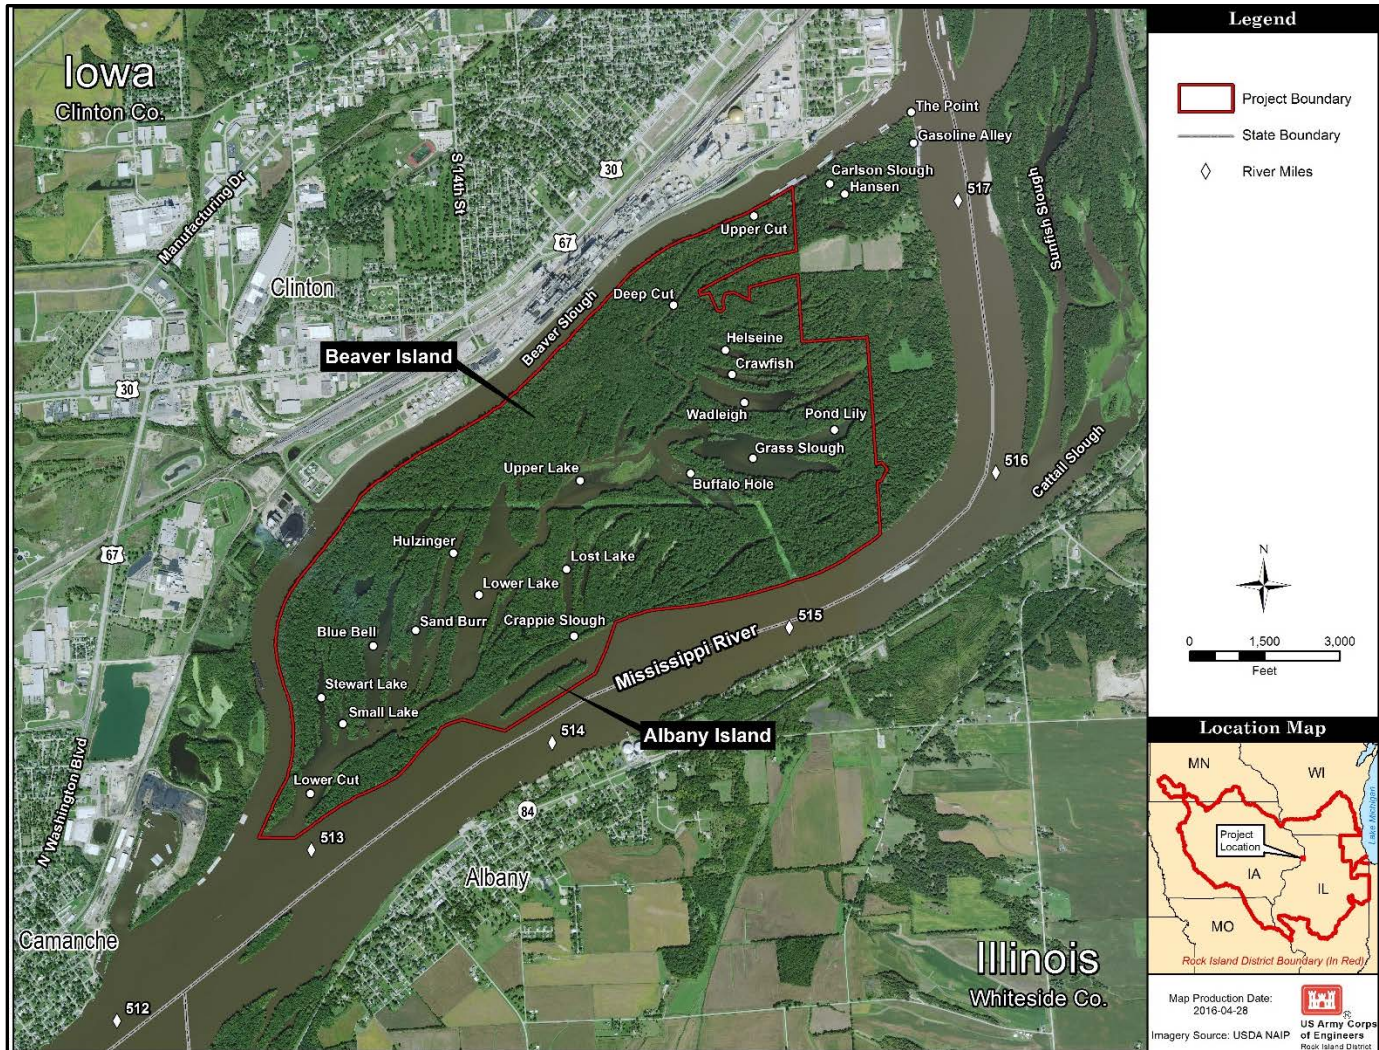 Iowa
Clinton Co.
Manufacturing Dr
S 14th St
30
67
Clinton
Beaver Slough
Beaver Island
30
67
N Washington Blvd
Camanche
The Point
Gasoline Alley
Carlson Slough
Hansen
517
Sunfish Slough
Upper Cut
Deep Cut
Helseine
Crawfish
Wadleigh
Pond Lily
Grass Slough
Upper Lake
Buffalo Hole
516
Cattail Slough
Hulzinger
Lost Lake
Lower Lake
Sand Burr
Crappie Slough
Blue Bell
Mississippi River
515
Stewart Lake
Small Lake
Albany Island
514
Lower Cut
84
513
Albany
512
Illinois
Whiteside Co.
Legend
Project Boundary
State Boundary
River Miles
N
0 1,500 3,000
Feet
Location Map
MN
WI
Lake Michigan
Project
Location
IA
IL
MO
Rock Island District Boundary (In Red)
Map Production Date:
2016-04-28
Imagery Source: USDA NAIP
®
US Army Corps
of Engineers
Rock Island District